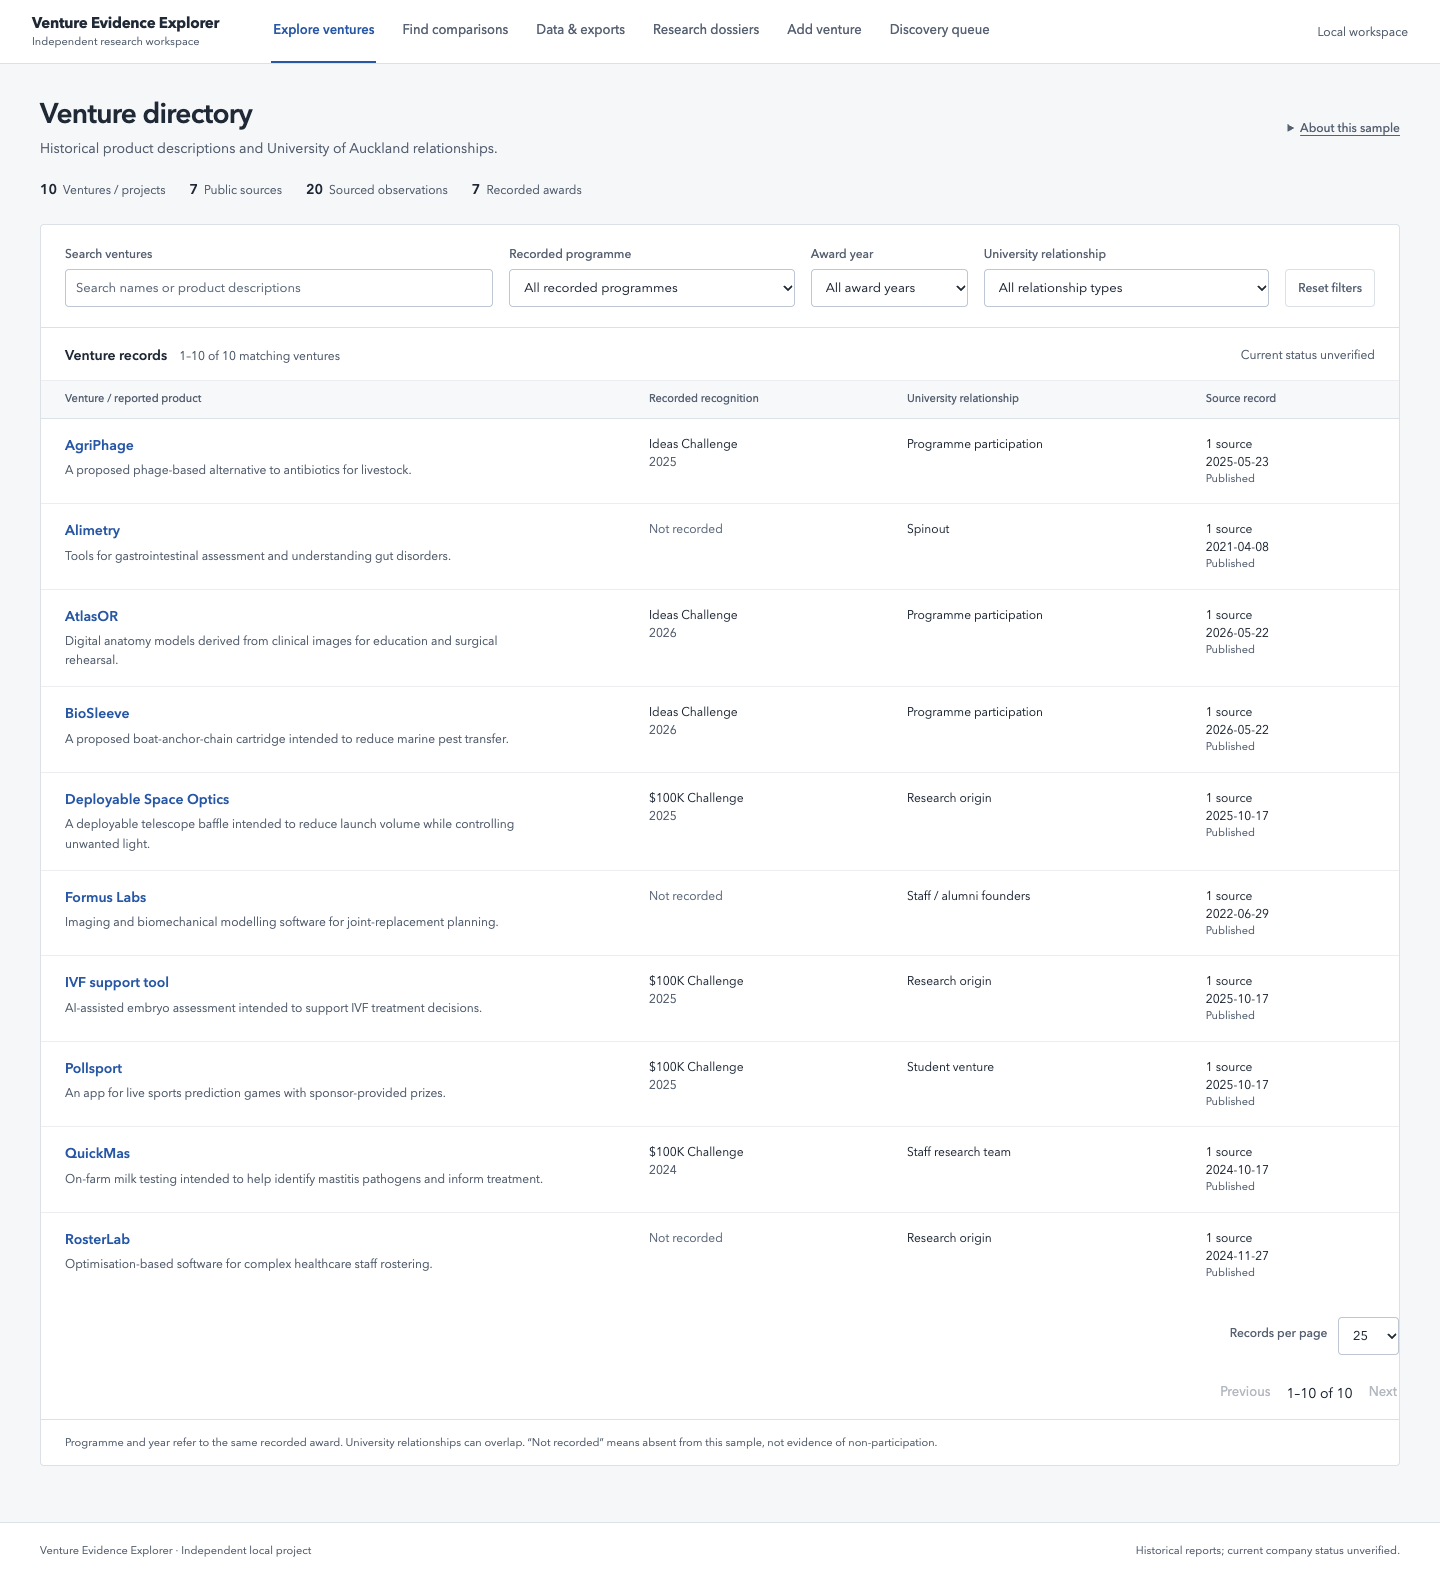 Venture Evidence Explorer
Independent research workspace
Explore ventures
Find comparisons
Data & exports
Research dossiers
Add venture
Discovery queue
Local workspace
Venture directory
Historical product descriptions and University of Auckland relationships.
▶ About this sample
10 Ventures / projects
7 Public sources
20 Sourced observations
7 Recorded awards
Search ventures
Recorded programme
Award year
University relationship
Search names or product descriptions
All recorded programmes
All award years
All relationship types
Reset filters
Venture records
1–10 of 10 matching ventures
Current status unverified
Venture / reported product
Recorded recognition
University relationship
Source record
AgriPhage
A proposed phage-based alternative to antibiotics for livestock.
Ideas Challenge
2025
Programme participation
1 source
2025-05-23
Published
Alimetry
Tools for gastrointestinal assessment and understanding gut disorders.
Not recorded
Spinout
1 source
2021-04-08
Published
AtlasOR
Digital anatomy models derived from clinical images for education and surgical
rehearsal.
Ideas Challenge
2026
Programme participation
1 source
2026-05-22
Published
BioSleeve
A proposed boat-anchor-chain cartridge intended to reduce marine pest transfer.
Ideas Challenge
2026
Programme participation
1 source
2026-05-22
Published
Deployable Space Optics
A deployable telescope baffle intended to reduce launch volume while controlling
unwanted light.
$100K Challenge
2025
Research origin
1 source
2025-10-17
Published
Formus Labs
Imaging and biomechanical modelling software for joint-replacement planning.
Not recorded
Staff / alumni founders
1 source
2022-06-29
Published
IVF support tool
AI-assisted embryo assessment intended to support IVF treatment decisions.
$100K Challenge
2025
Research origin
1 source
2025-10-17
Published
Pollsport
An app for live sports prediction games with sponsor-provided prizes.
$100K Challenge
2025
Student venture
1 source
2025-10-17
Published
QuickMas
On-farm milk testing intended to help identify mastitis pathogens and inform treatment.
$100K Challenge
2024
Staff research team
1 source
2024-10-17
Published
RosterLab
Optimisation-based software for complex healthcare staff rostering.
Not recorded
Research origin
1 source
2024-11-27
Published
Records per page
25
Previous
1–10 of 10
Next
Programme and year refer to the same recorded award. University relationships can overlap. “Not recorded” means absent from this sample, not evidence of non-participation.
Venture Evidence Explorer · Independent local project
Historical reports; current company status unverified.